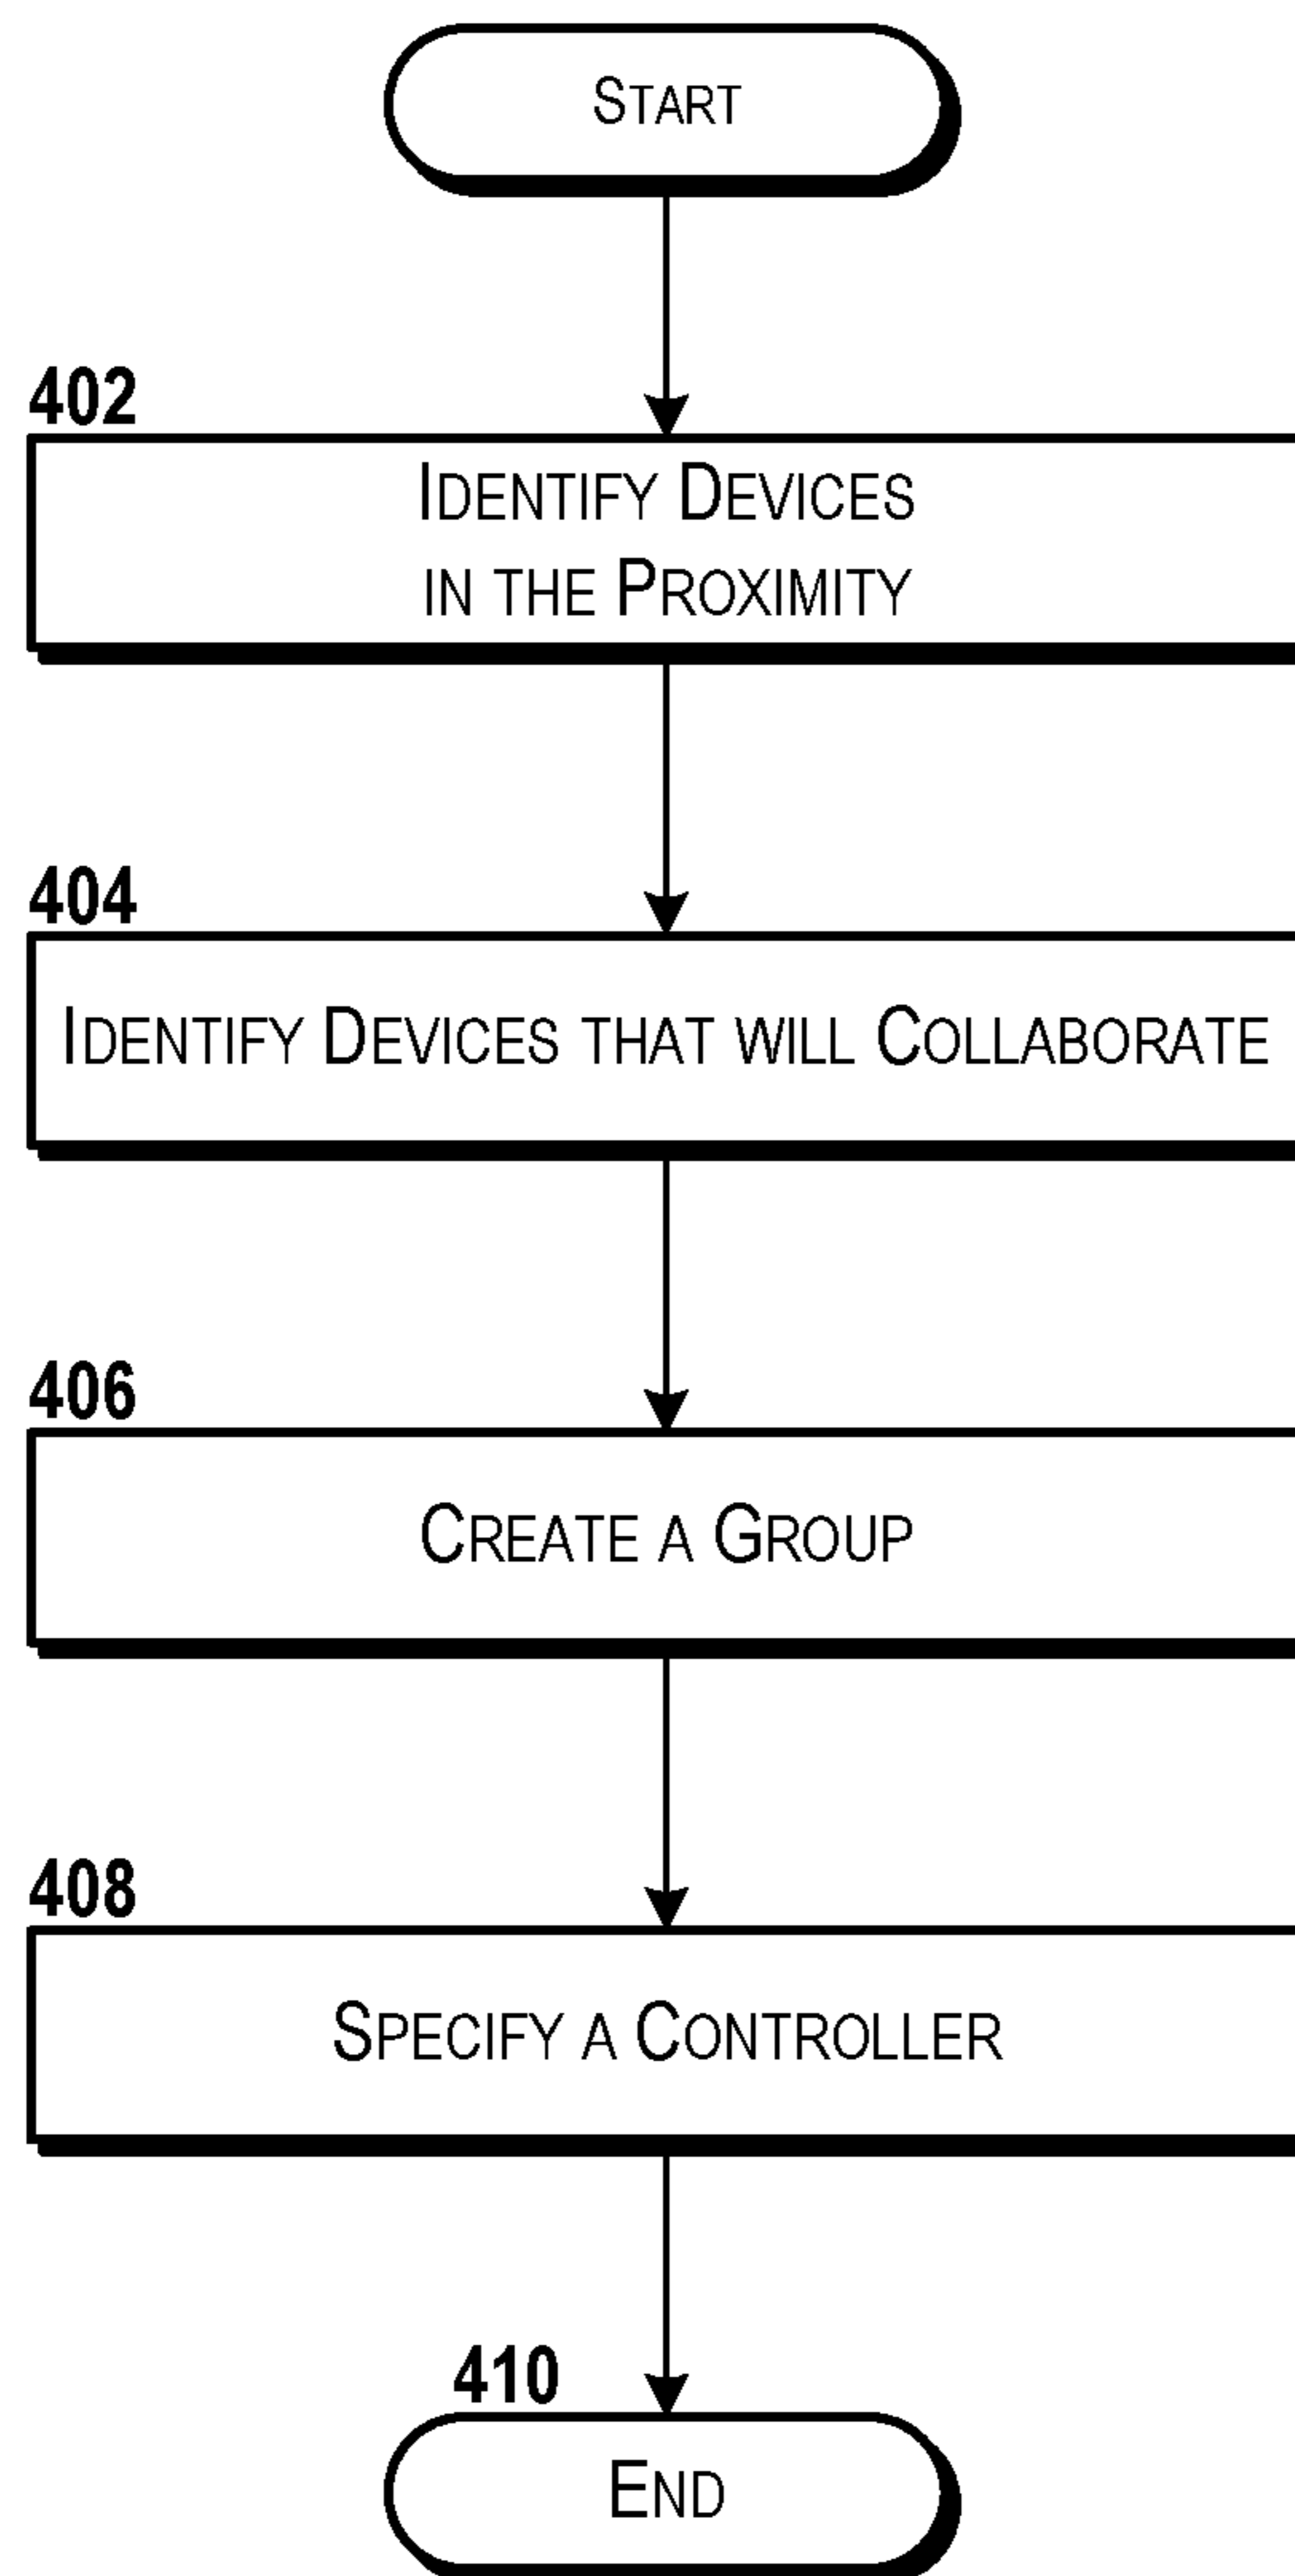 START
402
IDENTIFY DEVICES
IN THE PROXIMITY
404
IDENTIFY DEVICES THAT WILL COLLABORATE
406
CREATE A GROUP
408
SPECIFY A CONTROLLER
410
END